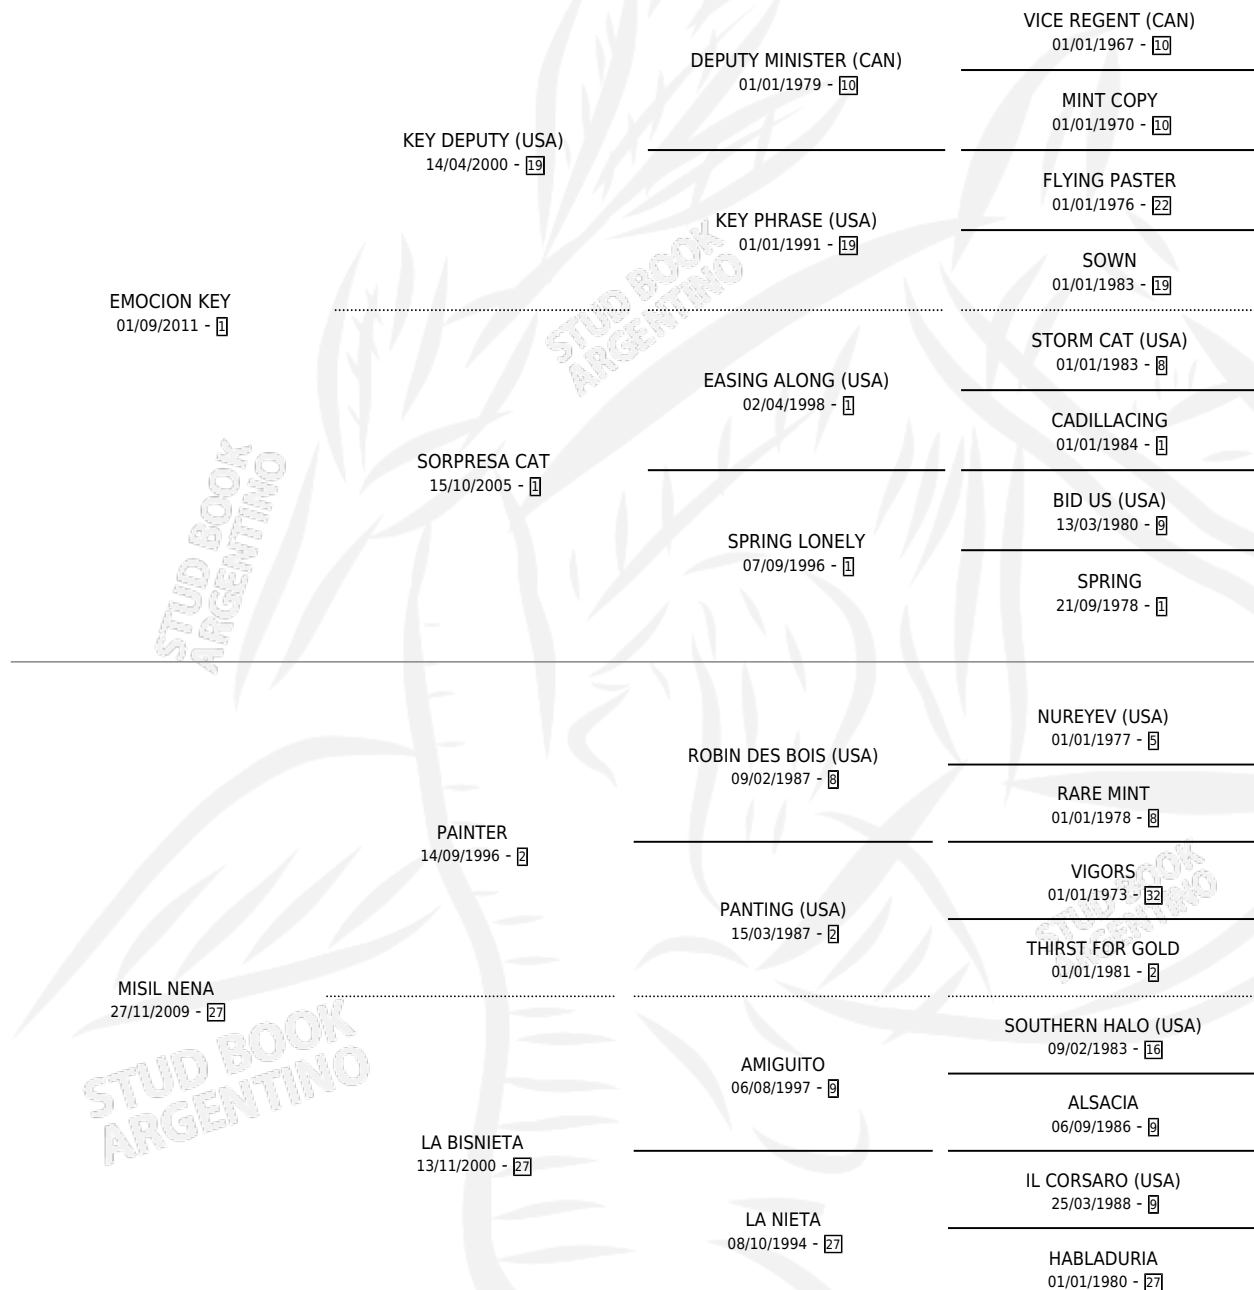 VICE REGENT (CAN)
01/01/1967 - 10
DEPUTY MINISTER (CAN)
01/01/1979 - 10
MINT COPY
01/01/1970 - 10
KEY DEPUTY (USA)
14/04/2000 - 19
FLYING PASTER
01/01/1976 - 22
KEY PHRASE (USA)
01/01/1991 - 19
SOWN
01/01/1983 - 19
EMOCION KEY
01/09/2011 - 1
STORM CAT (USA)
01/01/1983 - 8
EASING ALONG (USA)
02/04/1998 - 1
CADILLACING
01/01/1984 - 1
SORPRESA CAT
15/10/2005 - 1
BID US (USA)
13/03/1980 - 9
SPRING LONELY
07/09/1996 - 1
SPRING
21/09/1978 - 1
NUREYEV (USA)
01/01/1977 - 5
ROBIN DES BOIS (USA)
09/02/1987 - 8
RARE MINT
01/01/1978 - 8
PAINTER
14/09/1996 - 2
VIGORS
01/01/1973 - 32
PANTING (USA)
15/03/1987 - 2
THIRST FOR GOLD
01/01/1981 - 2
MISIL NENA
27/11/2009 - 27
SOUTHERN HALO (USA)
09/02/1983 - 16
AMIGUITO
06/08/1997 - 9
ALSACIA
06/09/1986 - 9
LA BISNIETA
13/11/2000 - 27
IL CORSARO (USA)
25/03/1988 - 9
LA NIETA
08/10/1994 - 27
HABLADURIA
01/01/1980 - 27
STUD BOOK
ARGENTINO
STUD BOOK
ARGENTINO
STUD BOOK
ARGENTINO
STUD BOOK
ARGENTINO